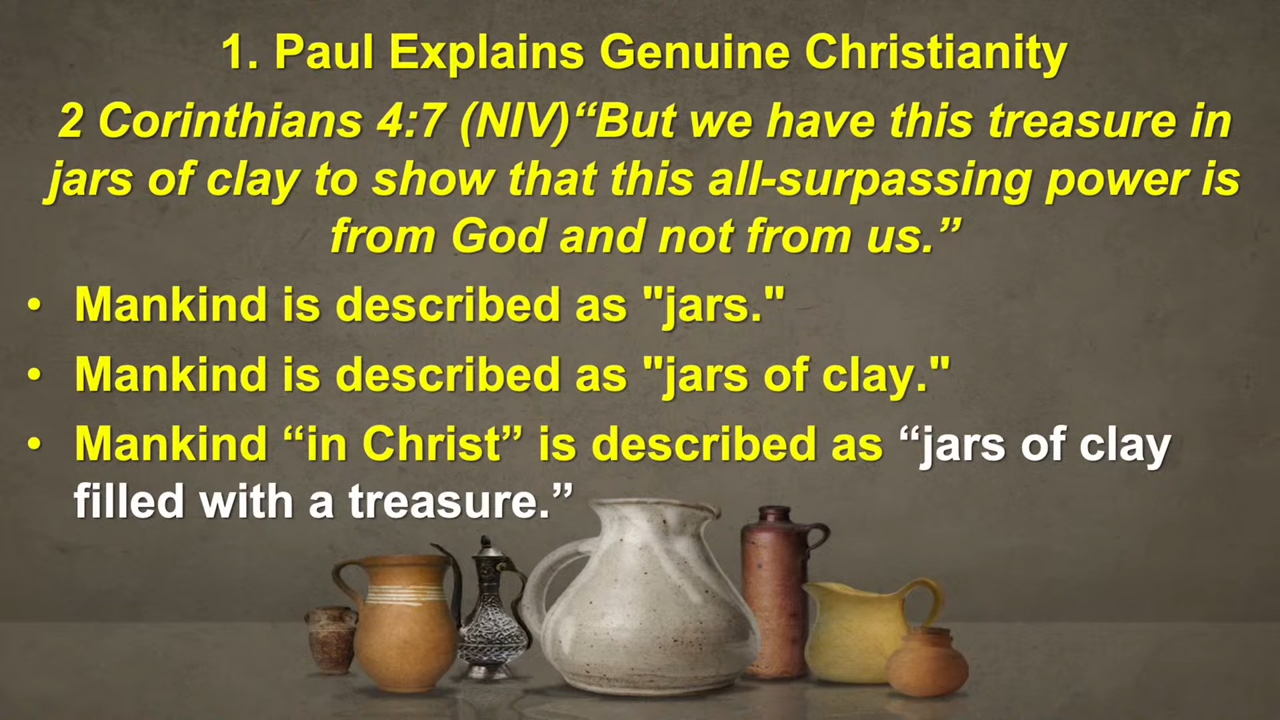 1. Paul Explains Genuine Christianity
2 Corinthians 4:7 (NIV)“But we have this treasure in
jars of clay to show that this all-surpassing power is
from God and not from us.”
• Mankind is described as "jars."
• Mankind is described as "jars of clay."
• Mankind “in Christ” is described as “jars of clay
filled with a treasure.”